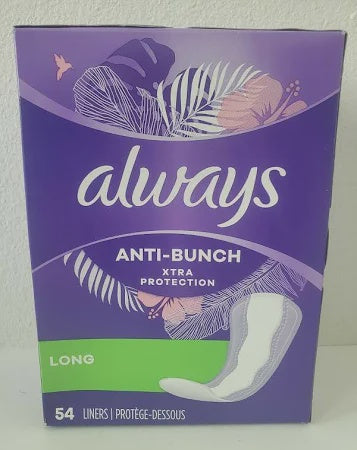 always
ANTI-BUNCH
XTRA
PROTECTION
LONG
54 LINERS | PROTÈGE-DESSOUS